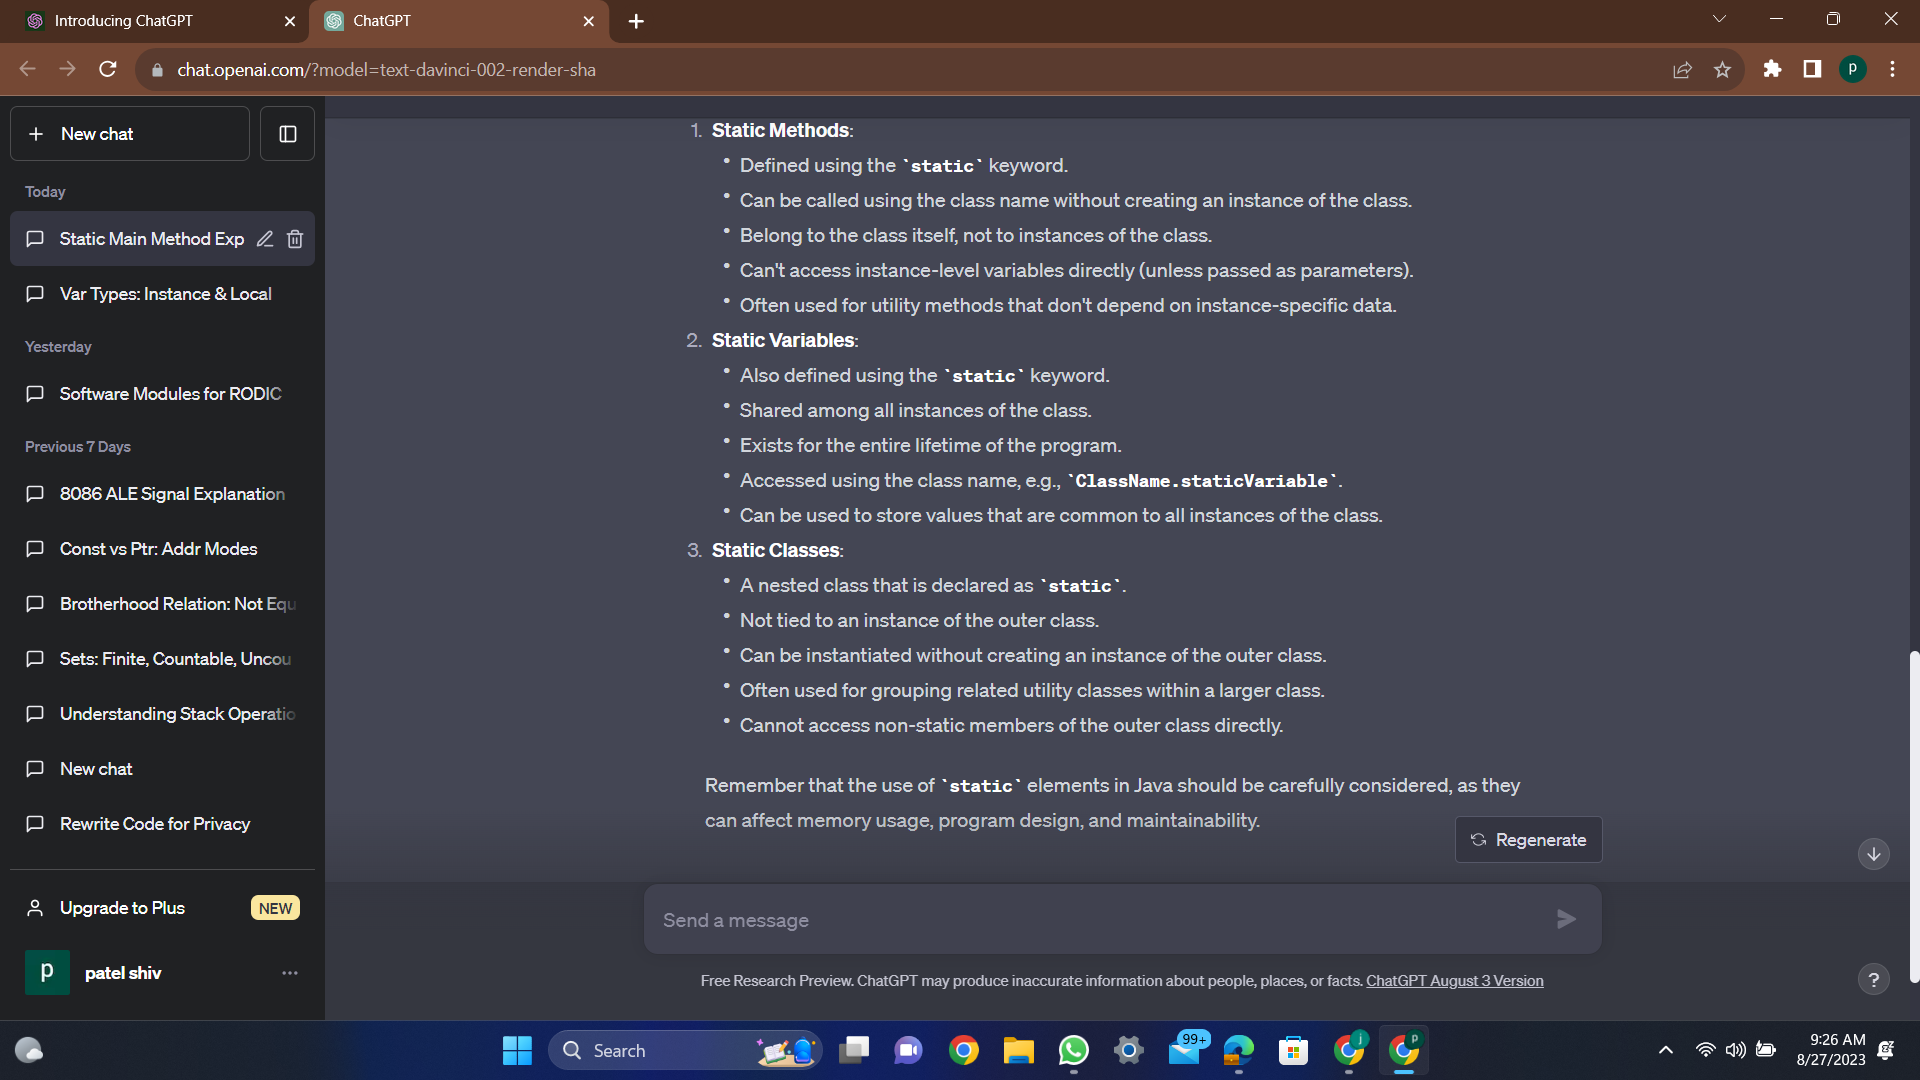 Introducing ChatGPT
ChatGPT
chat.openai.com/?model=text-davinci-002-render-sha
p
New chat
Today
Static Main Method Exp
Var Types: Instance & Local
Yesterday
Software Modules for RODIC
Previous 7 Days
8086 ALE Signal Explanation
Const vs Ptr: Addr Modes
Brotherhood Relation: Not Equ
Sets: Finite, Countable, Uncou
Understanding Stack Operatio
New chat
Rewrite Code for Privacy
Upgrade to Plus NEW
p patel shiv
1. Static Methods:
• Defined using the `static` keyword.
• Can be called using the class name without creating an instance of the class.
• Belong to the class itself, not to instances of the class.
• Can't access instance-level variables directly (unless passed as parameters).
• Often used for utility methods that don't depend on instance-specific data.
2. Static Variables:
• Also defined using the `static` keyword.
• Shared among all instances of the class.
• Exists for the entire lifetime of the program.
• Accessed using the class name, e.g., `ClassName.staticVariable`.
• Can be used to store values that are common to all instances of the class.
3. Static Classes:
• A nested class that is declared as `static`.
• Not tied to an instance of the outer class.
• Can be instantiated without creating an instance of the outer class.
• Often used for grouping related utility classes within a larger class.
• Cannot access non-static members of the outer class directly.
Remember that the use of `static` elements in Java should be carefully considered, as they
can affect memory usage, program design, and maintainability.
Regenerate
Send a message
Free Research Preview. ChatGPT may produce inaccurate information about people, places, or facts. ChatGPT August 3 Version
?
Search
99+
j
p
9:26 AM
8/27/2023